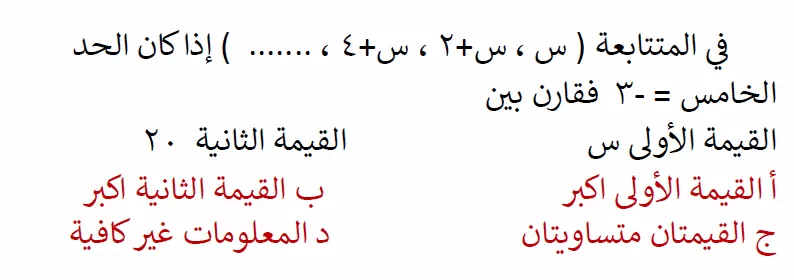 في المتتابعة ( س ، س+٢ ، س+٤ ، ....... ) إذا كان الحد
الخامس = -٣ فقارن بين
القيمة الأولى س القيمة الثانية ٢٠
أ القيمة الأولى اكبر ب القيمة الثانية اكبر
ج القيمتان متساويتان د المعلومات غير كافية